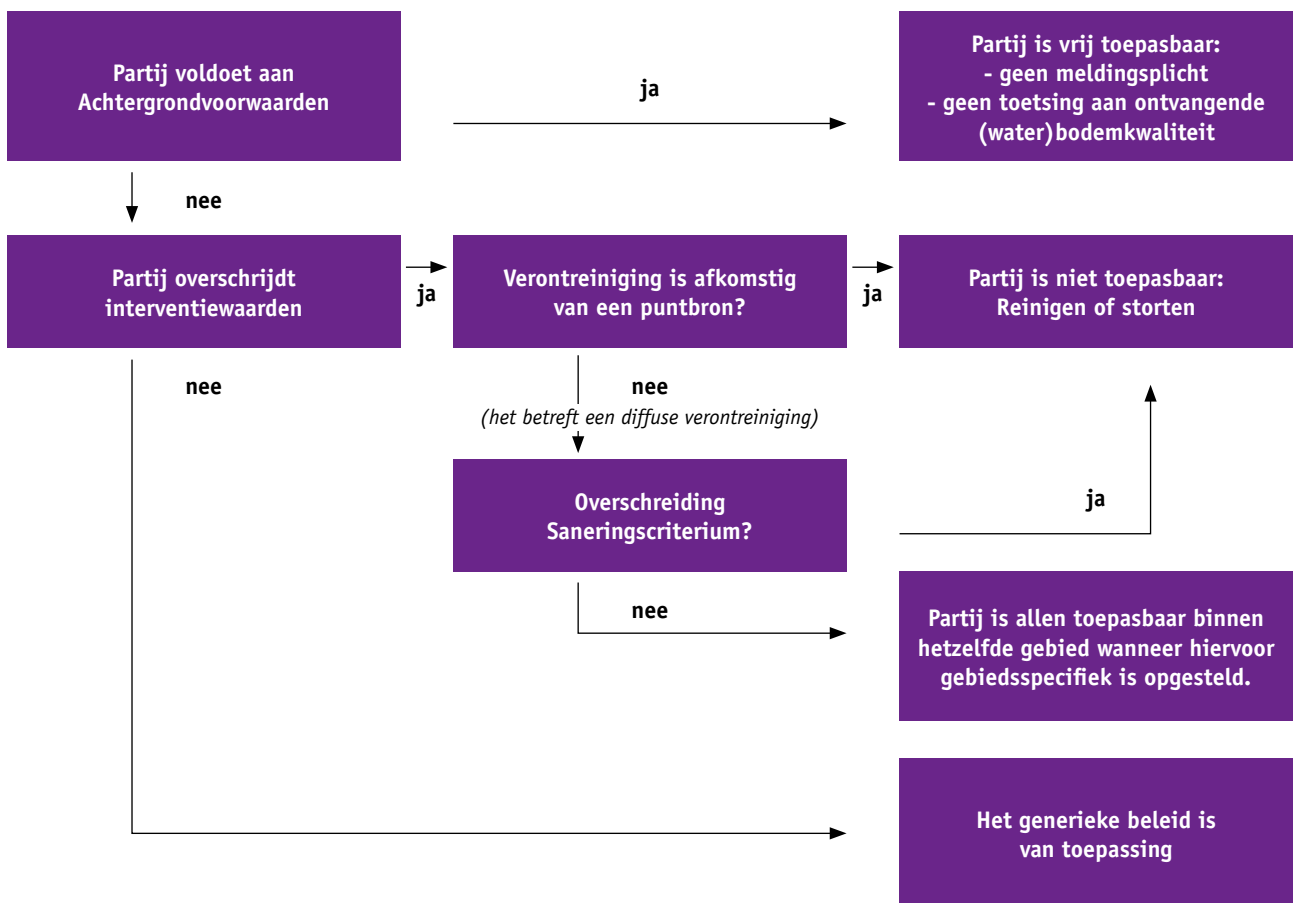 Partij voldoet aan
Achtergrondvoorwaarden
ja
Partij is vrij toepasbaar:
- geen meldingsplicht
- geen toetsing aan ontvangende
(water)bodemkwaliteit
nee
Partij overschrijdt
interventiewaarden
ja
Verontreiniging is afkomstig
van een puntbron?
ja
Partij is niet toepasbaar:
Reinigen of storten
nee
nee
(het betreft een diffuse verontreiniging)
Overschreiding
Saneringscriterium?
ja
nee
Partij is allen toepasbaar binnen
hetzelfde gebied wanneer hiervoor
gebiedsspecifiek is opgesteld.
Het generieke beleid is
van toepassing